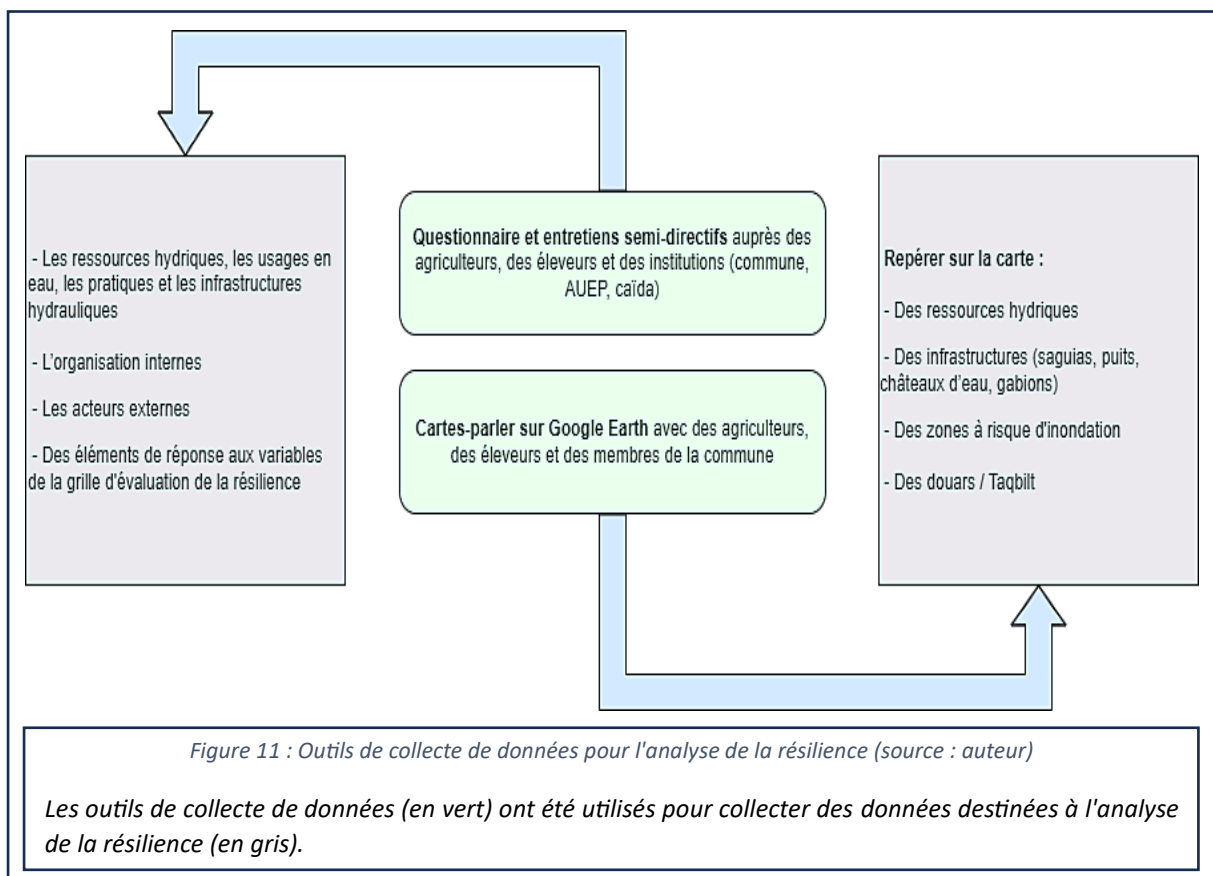 - Les ressources hydriques, les usages en
eau, les pratiques et les infrastructures
hydrauliques
- L'organisation internes
- Les acteurs externes
- Des éléments de réponse aux variables
de la grille d'évaluation de la résilience
Questionnaire et entretiens semi-directifs auprès des
agriculteurs, des éleveurs et des institutions (commune,
AUEP, caïda)
Cartes-parler sur Google Earth avec des agriculteurs,
des éleveurs et des membres de la commune
Repérer sur la carte :
- Des ressources hydriques
- Des infrastructures (saguias, puits,
châteaux d'eau, gabions)
- Des zones à risque d'inondation
- Des douars / Taqbilt
Figure 11 : Outils de collecte de données pour l'analyse de la résilience (source : auteur)
Les outils de collecte de données (en vert) ont été utilisés pour collecter des données destinées à l'analyse
de la résilience (en gris).